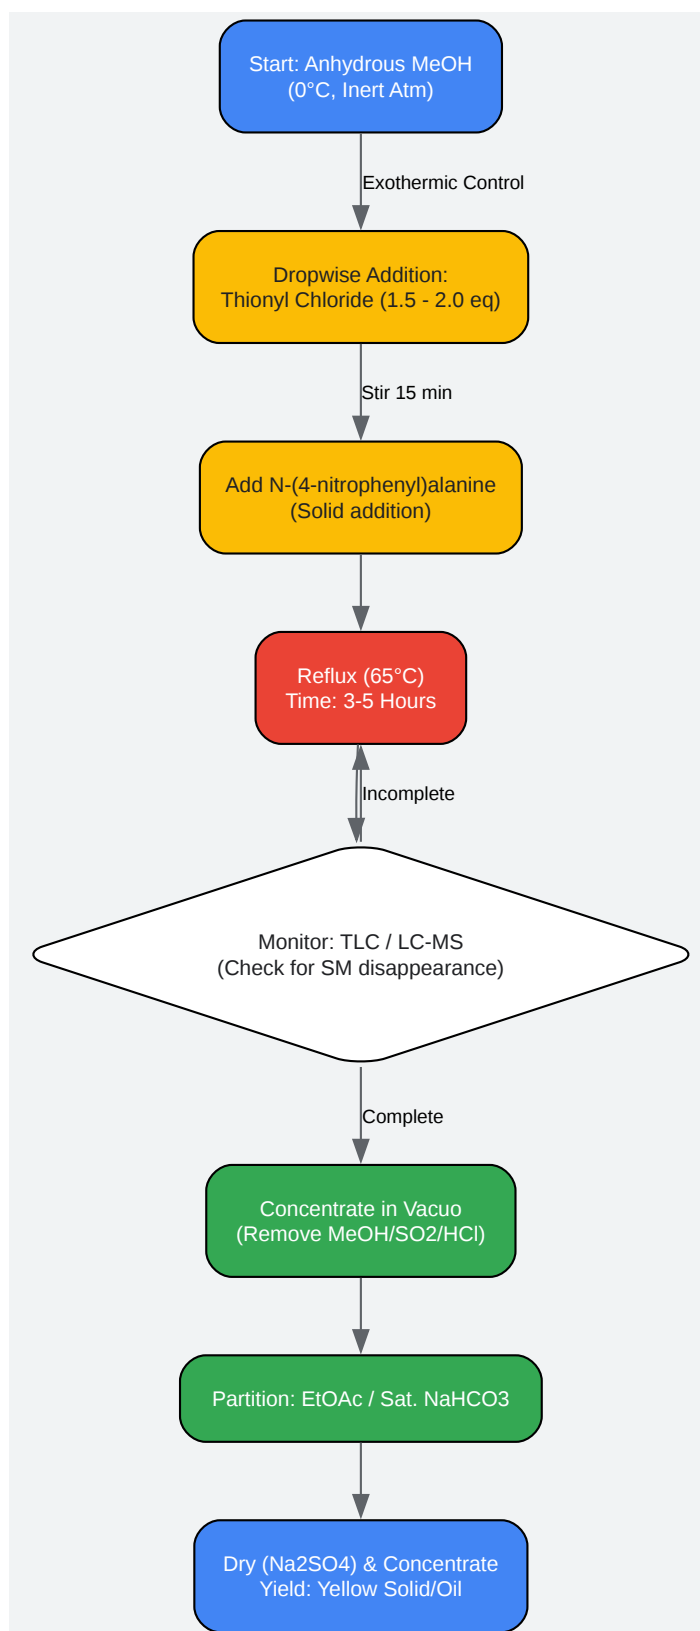 Start: Anhydrous MeOH
(0°C, Inert Atm)
Exothermic Control
Dropwise Addition:
Thionyl Chloride (1.5 - 2.0 eq)
Stir 15 min
Add N-(4-nitrophenyl)alanine
(Solid addition)
Reflux (65°C)
Time: 3-5 Hours
Incomplete
Monitor: TLC / LC-MS
(Check for SM disappearance)
Complete
Concentrate in Vacuo
(Remove MeOH/SO2/HCl)
Partition: EtOAc / Sat. NaHCO3
Dry (Na2SO4) & Concentrate
Yield: Yellow Solid/Oil